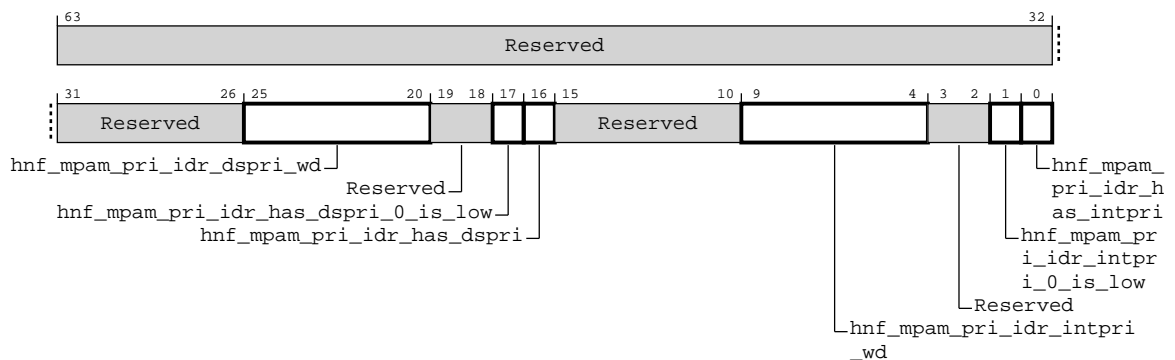 63 32
Reserved
31 26 25 20 19 18 17 16 15 10 9 4 3 2 1 0
Reserved Reserved
hnf_mpam_pri_idr_dspri_wd
Reserved
hnf_mpam_pri_idr_has_dspri_0_is_low
hnf_mpam_pri_idr_has_dspri
hnf_mpam_
pri_idr_h
as_intpri
hnf_mpam_pr
i_idr_intpr
i_0_is_low
Reserved
hnf_mpam_pri_idr_intpri
_wd